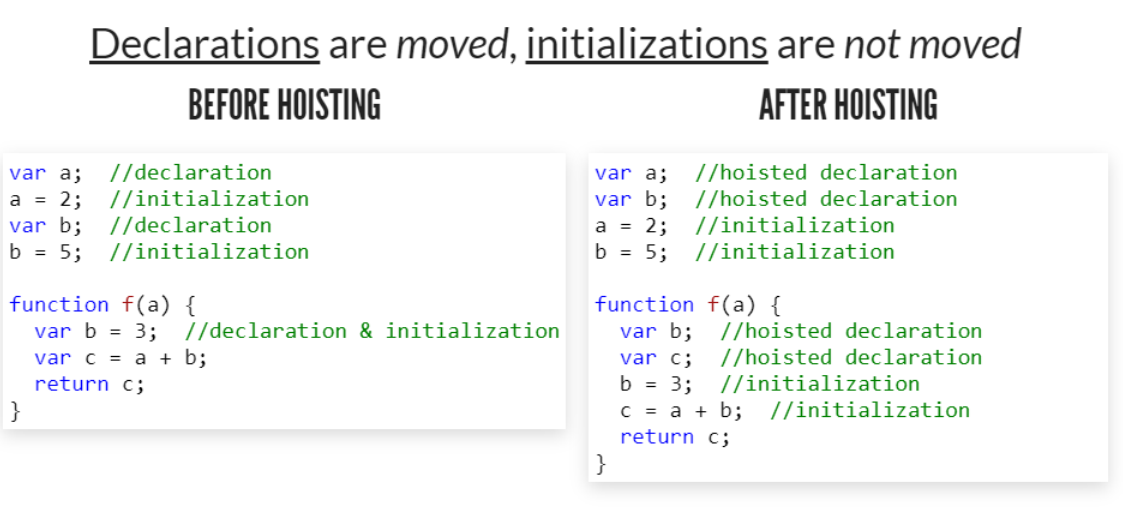 Declarations are moved, initializations are not moved
BEFORE HOISTING
var a;  //declaration
a = 2;  //initialization
var b;  //declaration
b = 5;  //initialization
function f(a) {
  var b = 3;  //declaration & initialization
  var c = a + b;
  return c;
}
AFTER HOISTING
var a;  //hoisted declaration
var b;  //hoisted declaration
a = 2;  //initialization
b = 5;  //initialization
function f(a) {
  var b;  //hoisted declaration
  var c;  //hoisted declaration
  b = 3;  //initialization
  c = a + b;  //initialization
  return c;
}